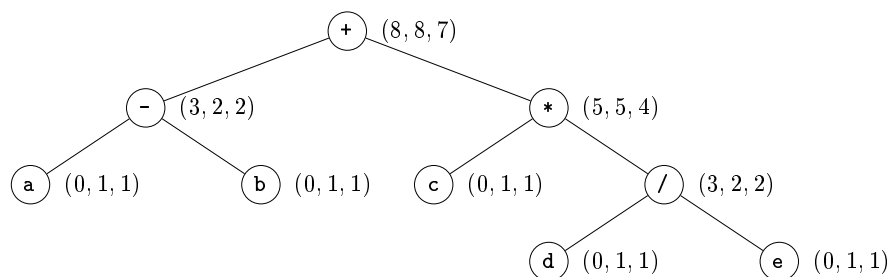 + (8, 8, 7)
- (3, 2, 2) * (5, 5, 4)
a (0, 1, 1) b (0, 1, 1) c (0, 1, 1) / (3, 2, 2)
d (0, 1, 1) e (0, 1, 1)